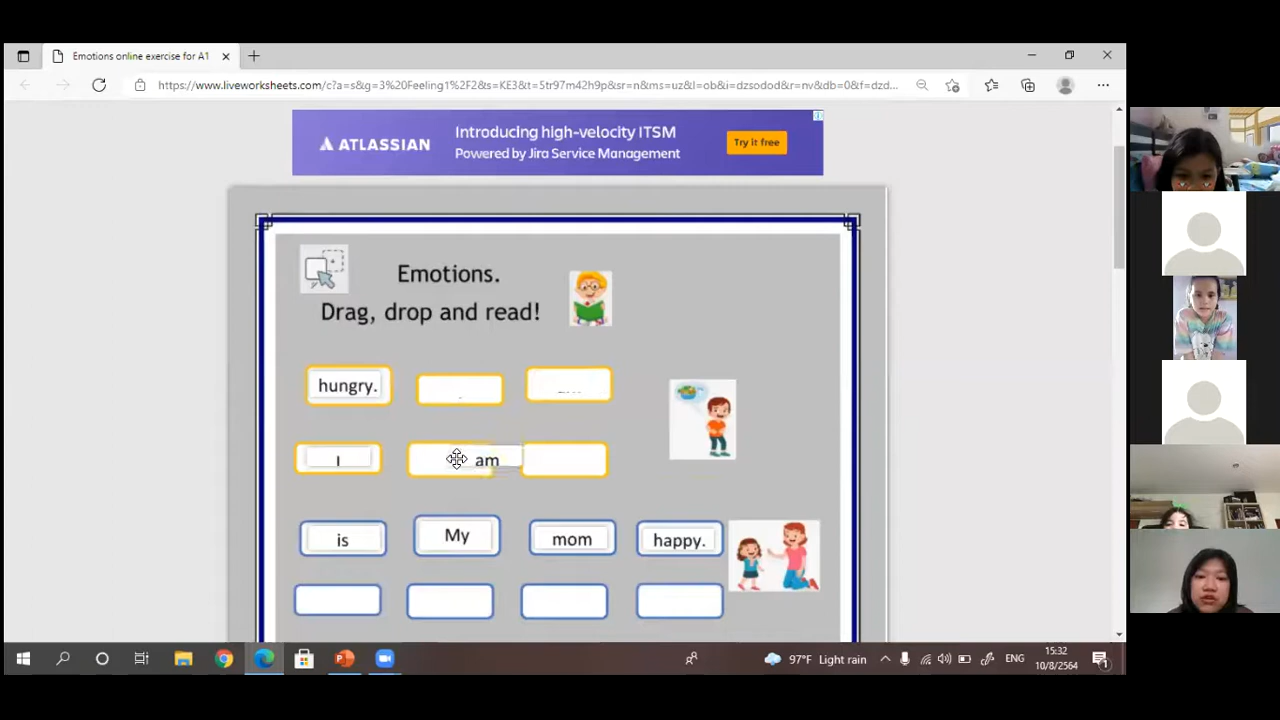 Emotions online exercise for A1
https://www.liveworksheets.com/c?a=s&g=3%20Feeling1%2F2&s=KE3&t=5tr97m42h9p&sr=n&ms=uz&l=ob&i=dzsodod&r=nv&db=0&f=dzd...
ATLASSIAN
Introducing high-velocity ITSM
Powered by Jira Service Management
Try it free
Emotions.
Drag, drop and read!
hungry.
I am
is My mom happy.
97°F Light rain
ENG
15:32
10/8/2564